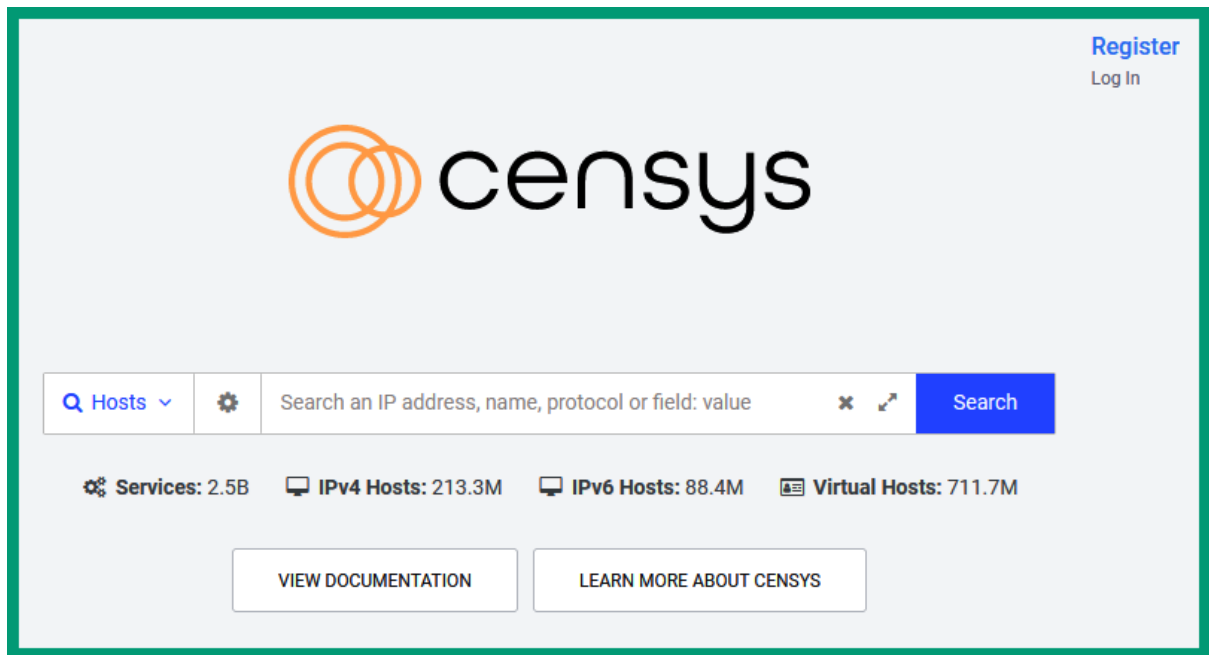 Register
Log In
censys
Hosts
Search an IP address, name, protocol or field: value
Search
Services: 2.5B IPv4 Hosts: 213.3M IPv6 Hosts: 88.4M Virtual Hosts: 711.7M
VIEW DOCUMENTATION LEARN MORE ABOUT CENSYS